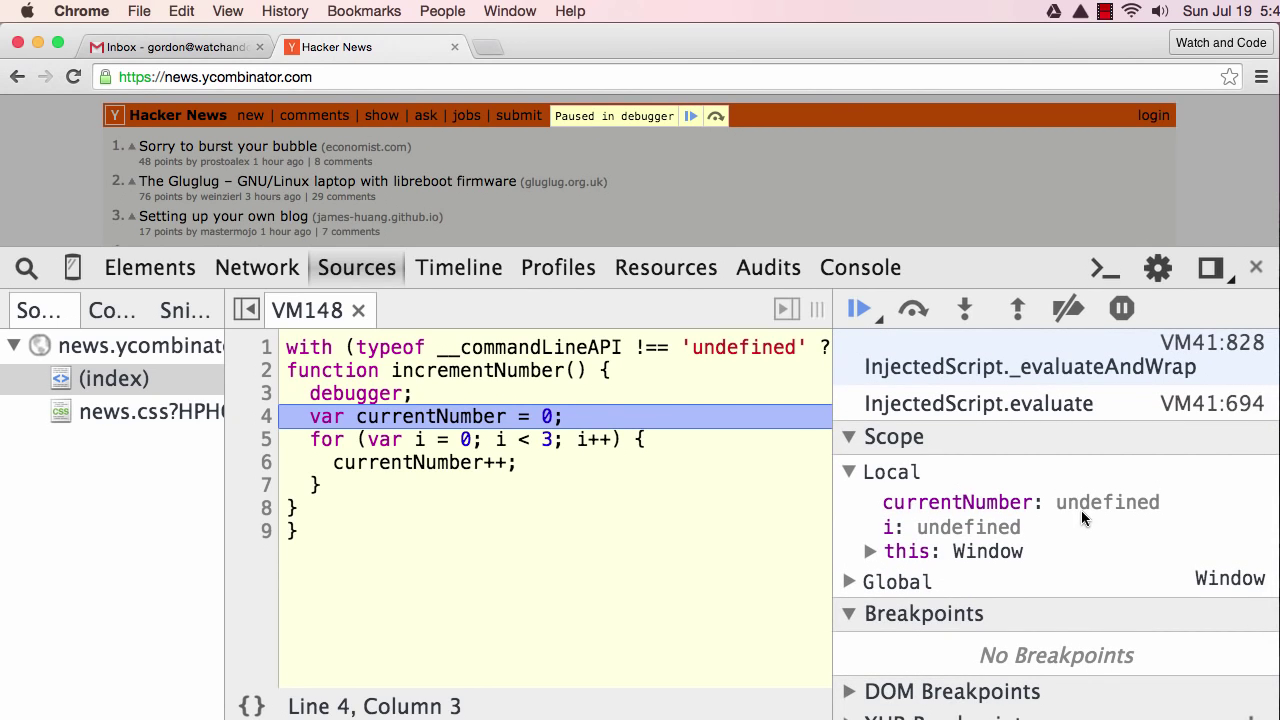 Chrome File Edit View History Bookmarks People Window Help Sun Jul 19 5:4
Inbox - gordon@watchand
Hacker News
Watch and Code
https://news.ycombinator.com
Y Hacker News new | comments | show | ask | jobs | submit Paused in debugger login
1. Sorry to burst your bubble (economist.com)
48 points by prostoalex 1 hour ago | 8 comments
2. The Gluglug – GNU/Linux laptop with libreboot firmware (gluglug.org.uk)
76 points by weinzierl 3 hours ago | 29 comments
3. Setting up your own blog (james-huang.github.io)
17 points by mastermojo 1 hour ago | 7 comments
Elements Network Sources Timeline Profiles Resources Audits Console
So... Co... Sni... VM148
news.ycombinat
(index)
news.css?HPH
1 with (typeof __commandLineAPI !== 'undefined' ?
2 function incrementNumber() {
3 debugger;
4 var currentNumber = 0;
5 for (var i = 0; i < 3; i++) {
6 currentNumber++;
7 }
8 }
9 }
{} Line 4, Column 3
VM41:828
InjectedScript._evaluateAndWrap
InjectedScript.evaluate VM41:694
Scope
Local
currentNumber: undefined
i: undefined
this: Window
Global Window
Breakpoints
No Breakpoints
DOM Breakpoints